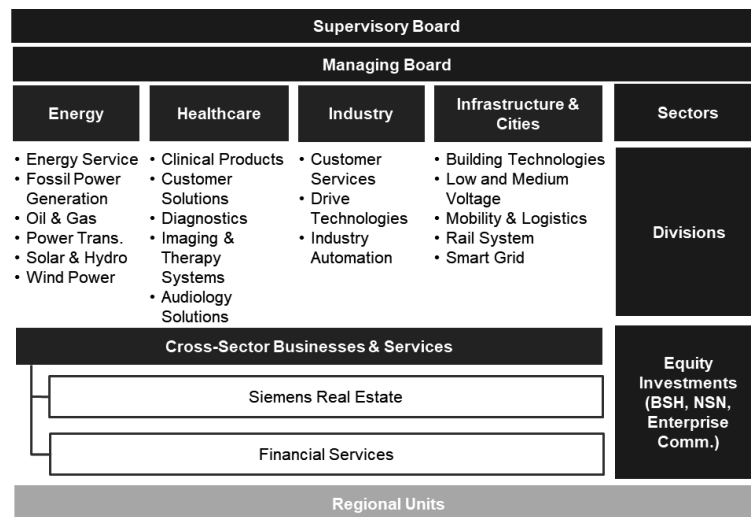 Supervisory Board
Managing Board
Energy
Healthcare
Industry
Infrastructure &
Cities
Sectors
• Energy Service
• Fossil Power
Generation
• Oil & Gas
• Power Trans.
• Solar & Hydro
• Wind Power
• Clinical Products
• Customer
Solutions
• Diagnostics
• Imaging &
Therapy
Systems
• Audiology
Solutions
• Customer
Services
• Drive
Technologies
• Industry
Automation
• Building Technologies
• Low and Medium
Voltage
• Mobility & Logistics
• Rail System
• Smart Grid
Divisions
Cross-Sector Businesses & Services
Siemens Real Estate
Financial Services
Equity
Investments
(BSH, NSN,
Enterprise
Comm.)
Regional Units